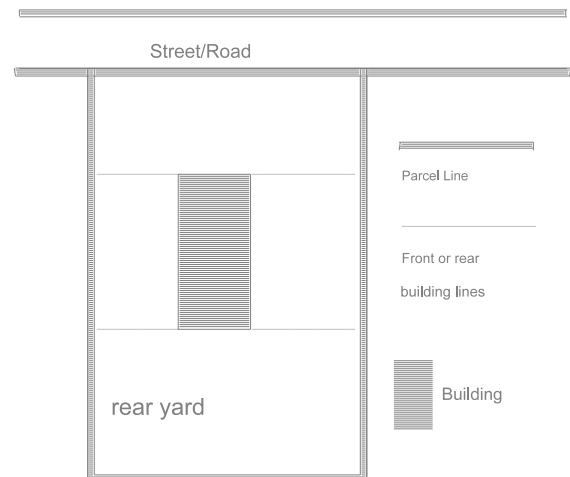 Street/Road
Parcel Line
Front or rear
building lines
Building
rear yard